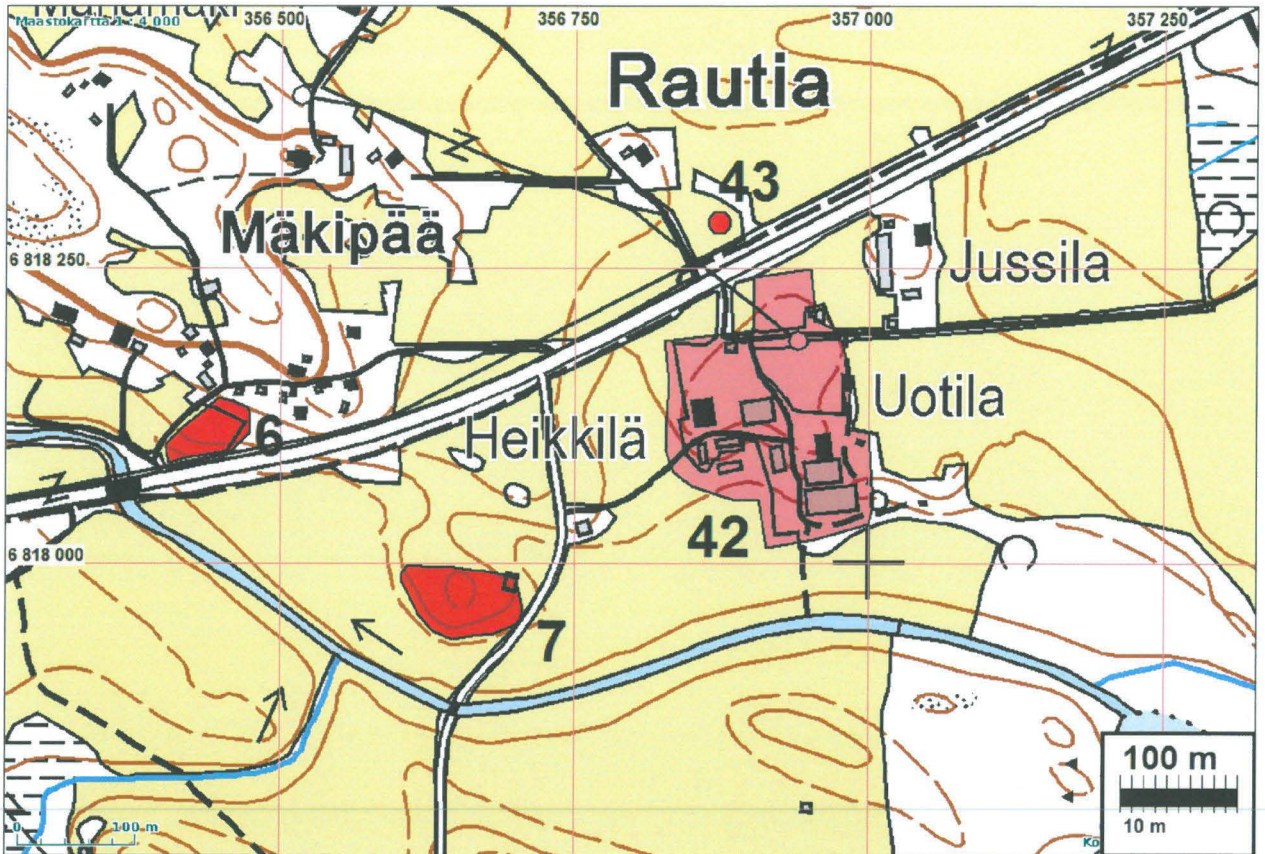 Maastokartta 1 : 4 000
356 500
356 750
357 000
357 250
Rautia
43
Mäkipää
6 818 250
Jussila
Uotila
6
Heikkilä
42
6 818 000
7
100 m
10 m
0 100 m